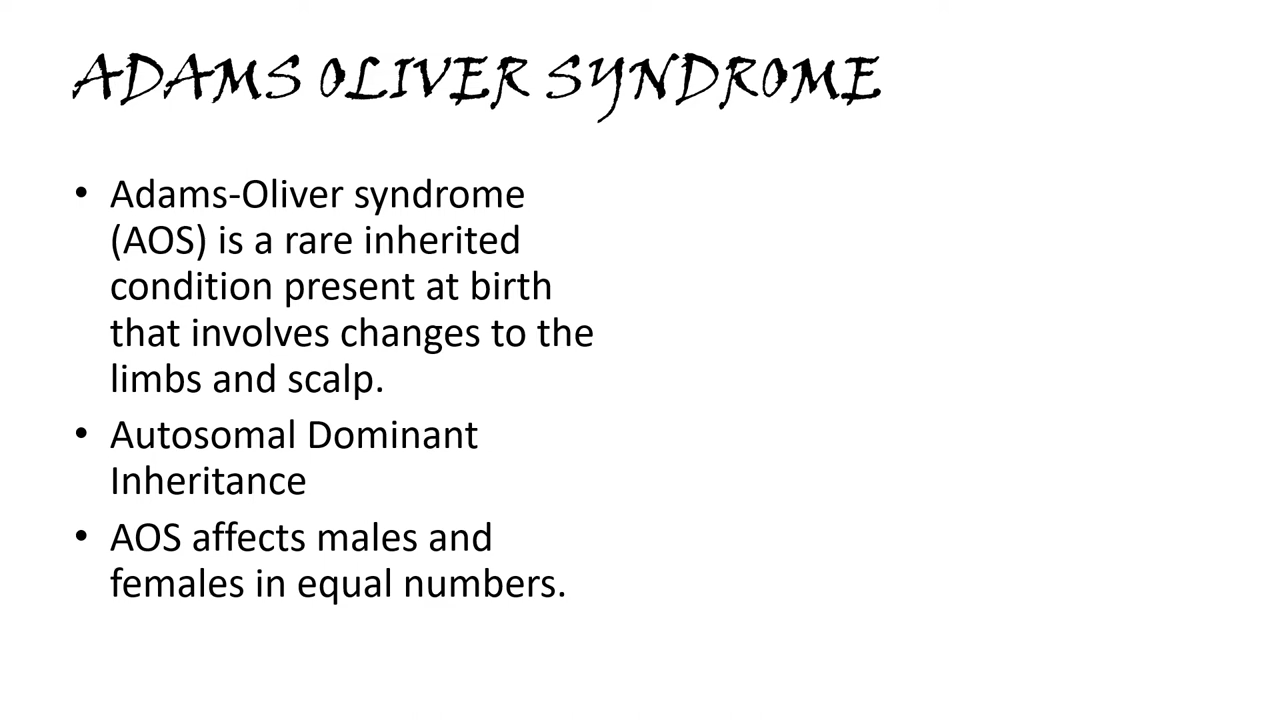 ADAMS OLIVER SYNDROME
• Adams-Oliver syndrome
(AOS) is a rare inherited
condition present at birth
that involves changes to the
limbs and scalp.
• Autosomal Dominant
Inheritance
• AOS affects males and
females in equal numbers.